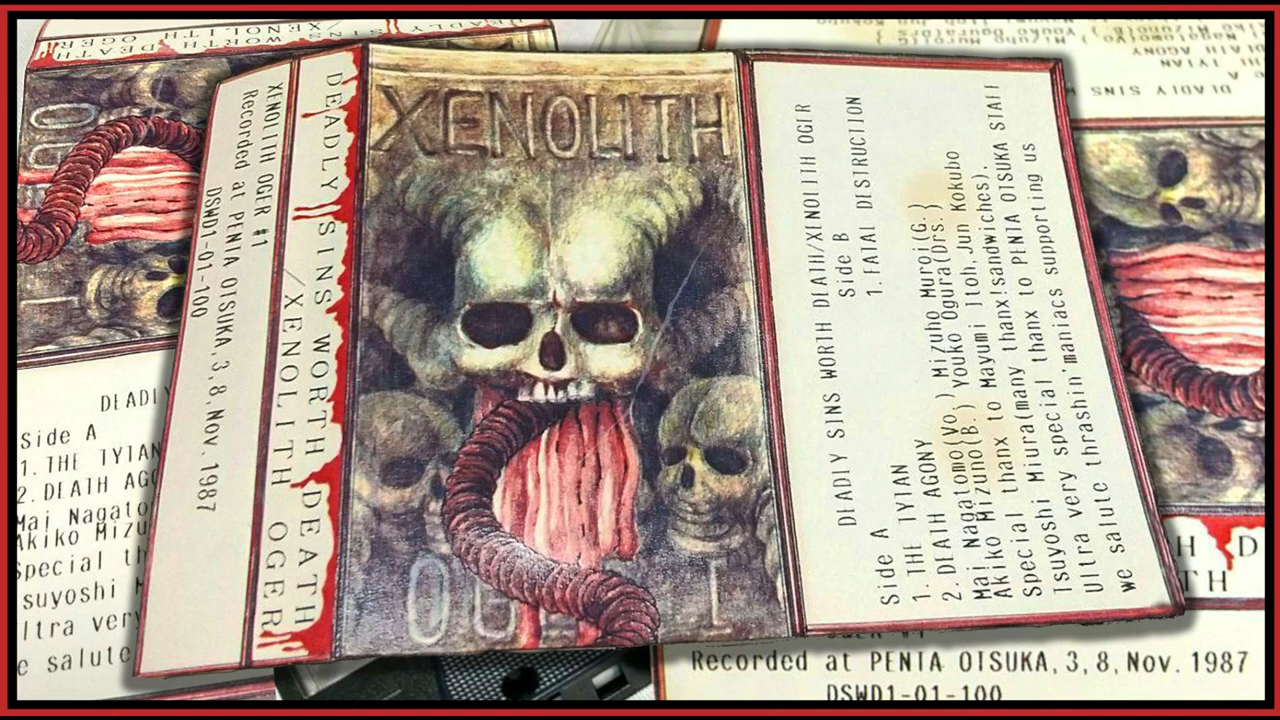 XENOLITH OGER #1
Recorded at PENTA OTSUKA, 3, 8, Nov. 1987
DSWD1-01-100
DEADLY SINS WORTH DEATH
/XENOLITH OGER
XENOLITH
OG
DEADLY SINS WORTH DEATH/XENOLITH OGER
Side A
1. THE TYTAN
2. DEATH AGONY
Side B
1. FATAL DESTRUCTION
Mai Nagatomo(Vo.) Mizuho Muroi(G.)
Akiko Mizuno(B.) Youko Ogura(Drs.)
Special thanx to Mayumi Itoh, Jun Kokubo
Tsuyoshi Miura(many thanx!sandwiches),
Ultra very special thanx to PENTA OTSUKA STAFF
we salute thrashin' maniacs supporting us
DEADLY
Side A
1. THE TYTAN
2. DEATH AGO
Mai Nagato
Akiko Mizu
Special th
suyoshi M
ltra very
e salute
DEADLY SINS
Recorded at PENTA OTSUKA, 3, 8, Nov. 1987
DSWD1-01-100